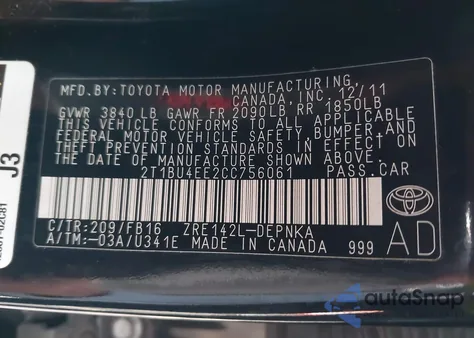 MFD. BY: TOYOTA MOTOR MANUFACTURING,
CANADA, INC. 12/11
GVWR 3840 LB GAWR FR 2090LB RR 1850LB
THIS VEHICLE CONFORMS TO ALL APPLICABLE
FEDERAL MOTOR VEHICLE SAFETY, BUMPER, AND
THEFT PREVENTION STANDARDS IN EFFECT ON
THE DATE OF MANUFACTURE SHOWN ABOVE.
2T1BU4EE2CC756061 PASS. CAR
C/TR: 209/FB16 ZRE142L-DEPNKA
A/TM: -03A/U341E MADE IN CANADA 999
AD
TOYOTA
J3
autoSnap